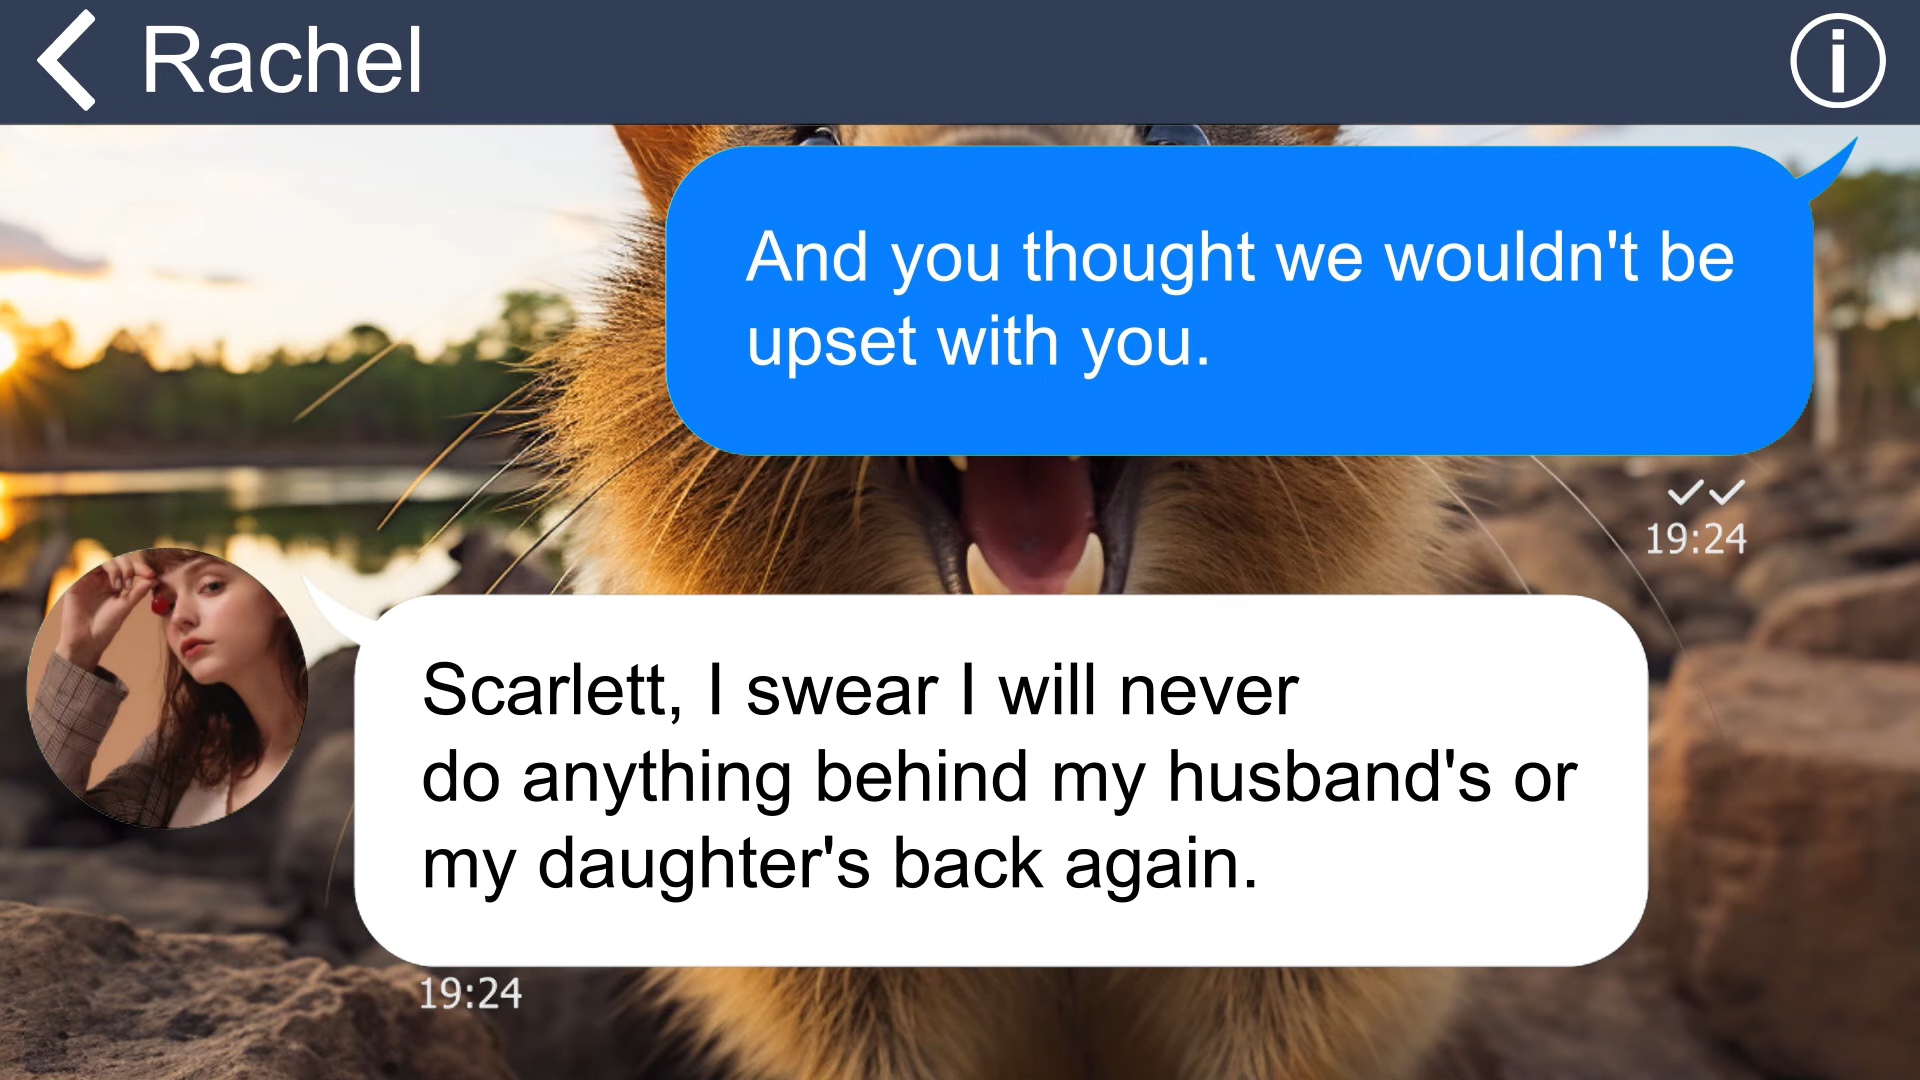 Rachel
And you thought we wouldn't be
upset with you.
19:24
Scarlett, I swear I will never
do anything behind my husband's or
my daughter's back again.
19:24